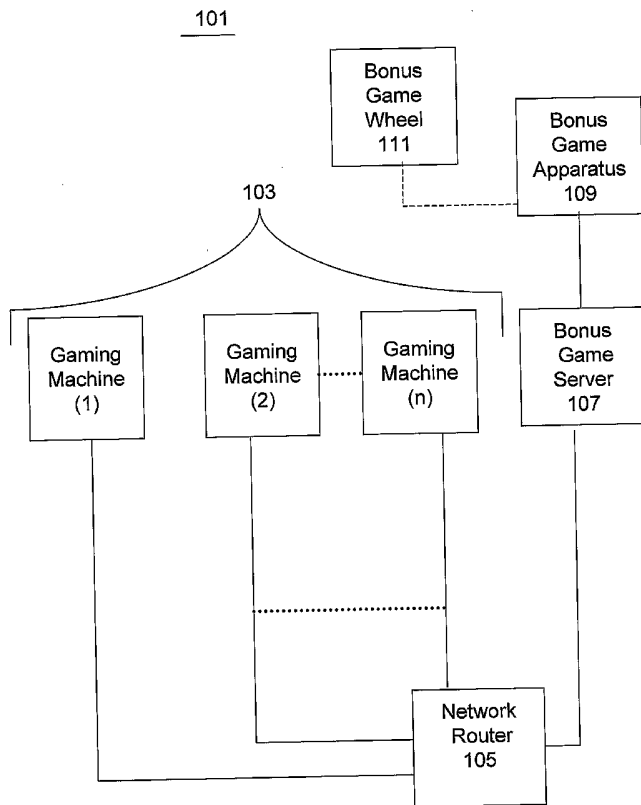 101
Bonus
Game
Wheel
111
Bonus
Game
Apparatus
109
103
Gaming
Machine
(1)
Gaming
Machine
(2)
Gaming
Machine
(n)
Bonus
Game
Server
107
Network
Router
105